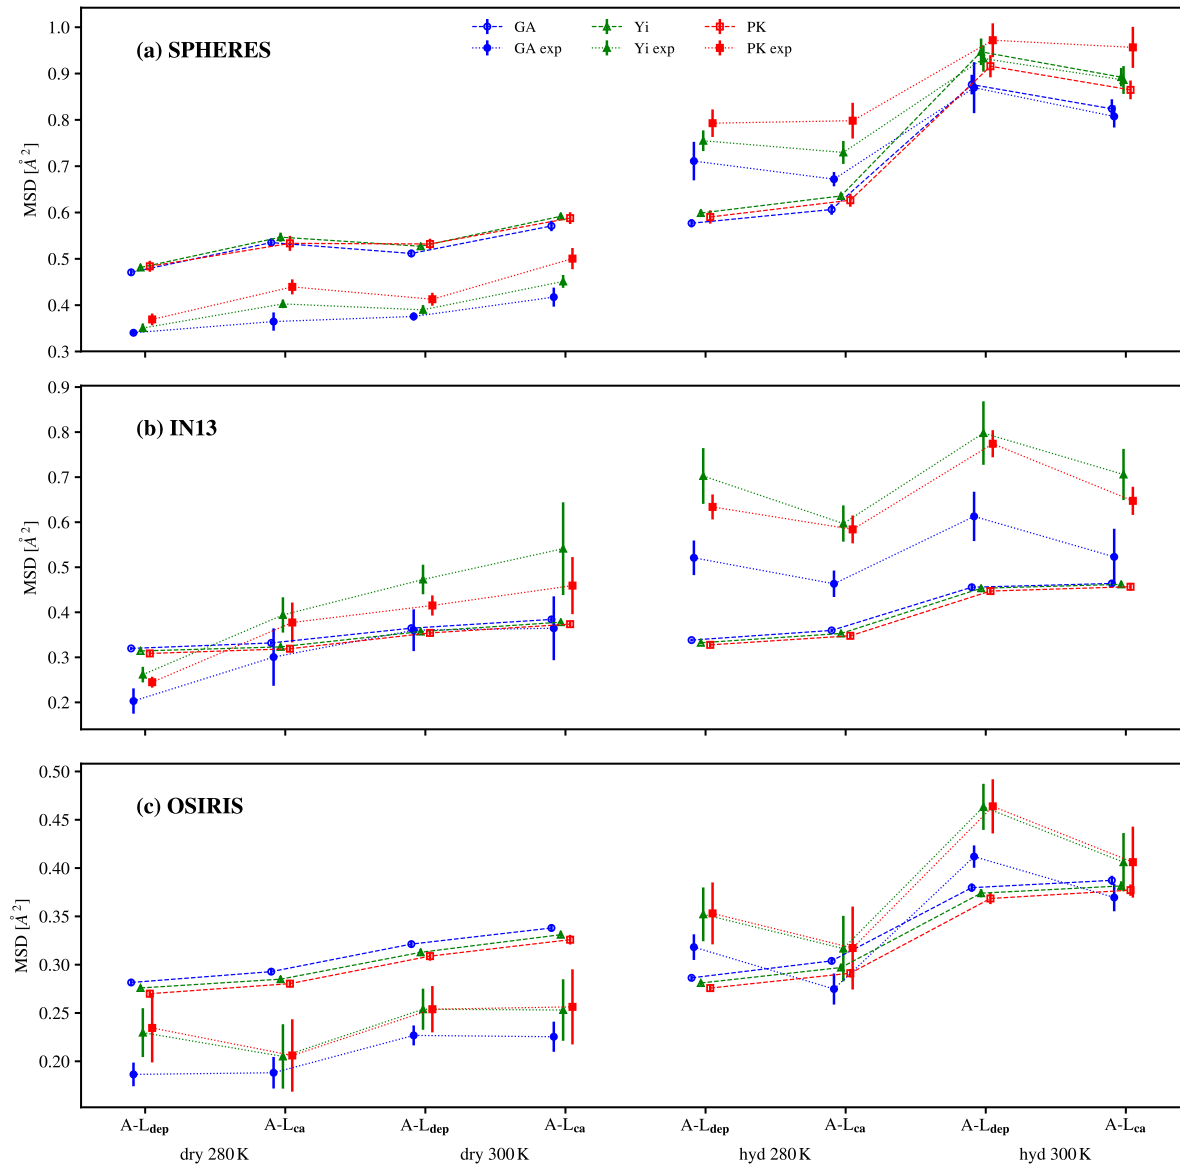 GA Yi PK
GA exp Yi exp PK exp
(a) SPHERES
MSD [Å²]
1.0
0.9
0.8
0.7
0.6
0.5
0.4
0.3
(b) IN13
MSD [Å²]
0.9
0.8
0.7
0.6
0.5
0.4
0.3
0.2
(c) OSIRIS
MSD [Å²]
0.50
0.45
0.40
0.35
0.30
0.25
0.20
A-Ldep A-Lca A-Ldep A-Lca A-Ldep A-Lca A-Ldep A-Lca
dry 280 K dry 300 K hyd 280 K hyd 300 K